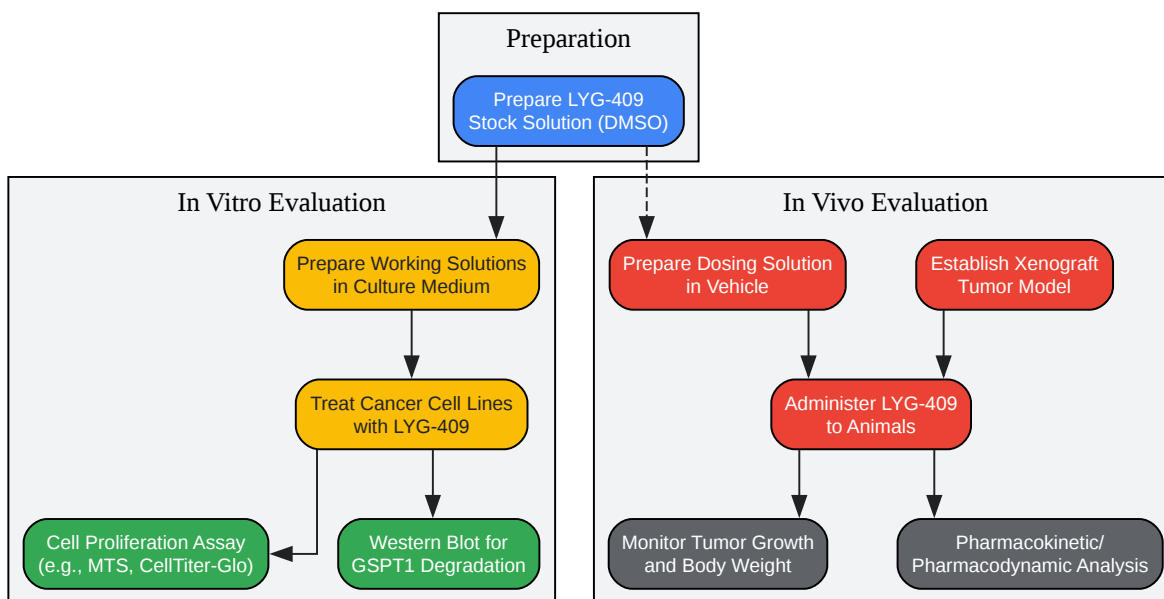 Preparation
Prepare LYG-409
Stock Solution (DMSO)
In Vitro Evaluation
Prepare Working Solutions
in Culture Medium
Treat Cancer Cell Lines
with LYG-409
Cell Proliferation Assay
(e.g., MTS, CellTiter-Glo)
Western Blot for
GSPT1 Degradation
In Vivo Evaluation
Prepare Dosing Solution
in Vehicle
Establish Xenograft
Tumor Model
Administer LYG-409
to Animals
Monitor Tumor Growth
and Body Weight
Pharmacokinetic/
Pharmacodynamic Analysis